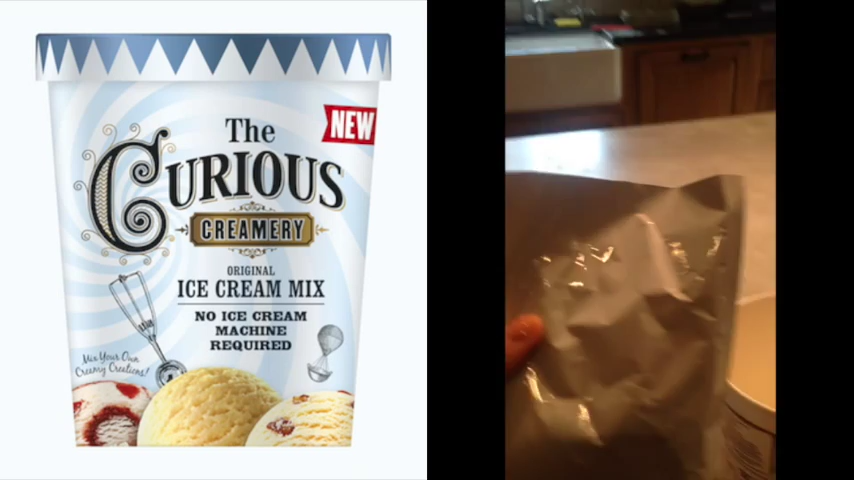 The
CURIOUS
CREAMERY
NEW
ORIGINAL
ICE CREAM MIX
NO ICE CREAM
MACHINE
REQUIRED
Mix Your Own
Creamy Creations!